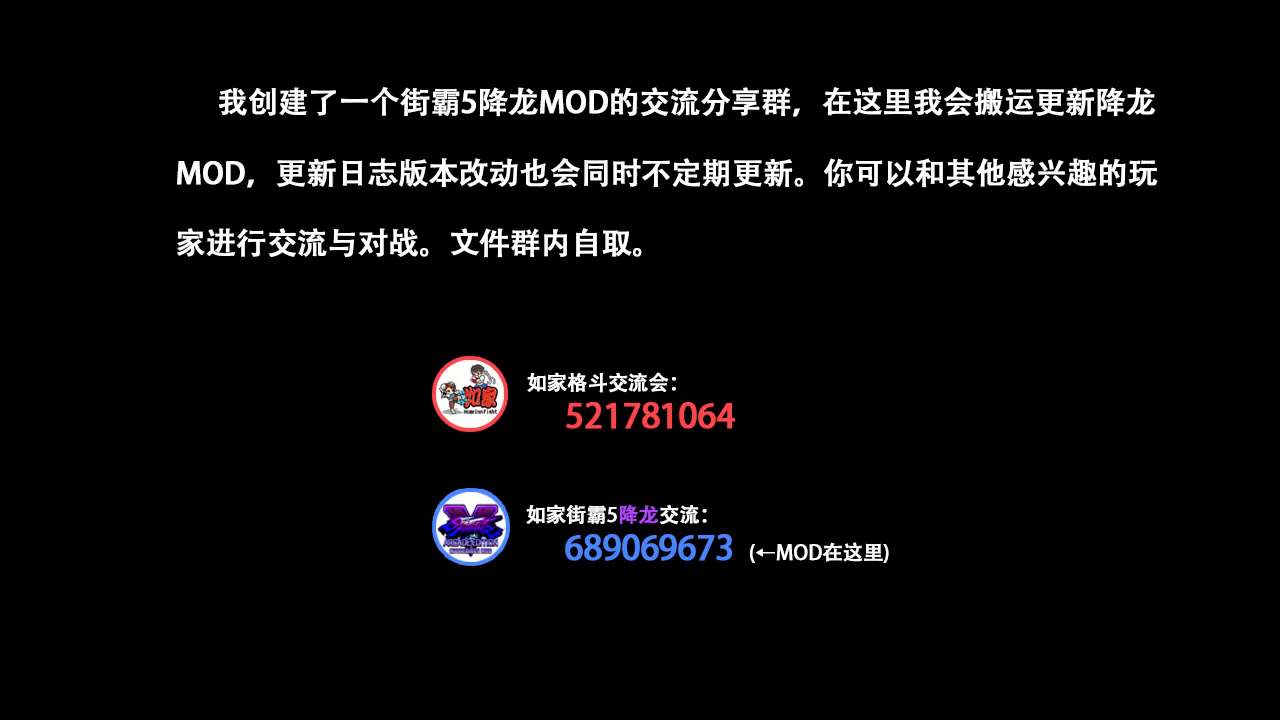 我创建了一个街霸5降龙MOD的交流分享群，在这里我会搬运更新降龙
MOD，更新日志版本改动也会同时不定期更新。你可以和其他感兴趣的玩
家进行交流与对战。文件群内自取。
如家
如家格斗交流会：
521781064
如家街霸5降龙交流：
689069673 (←MOD在这里)
ARCADE EDITION